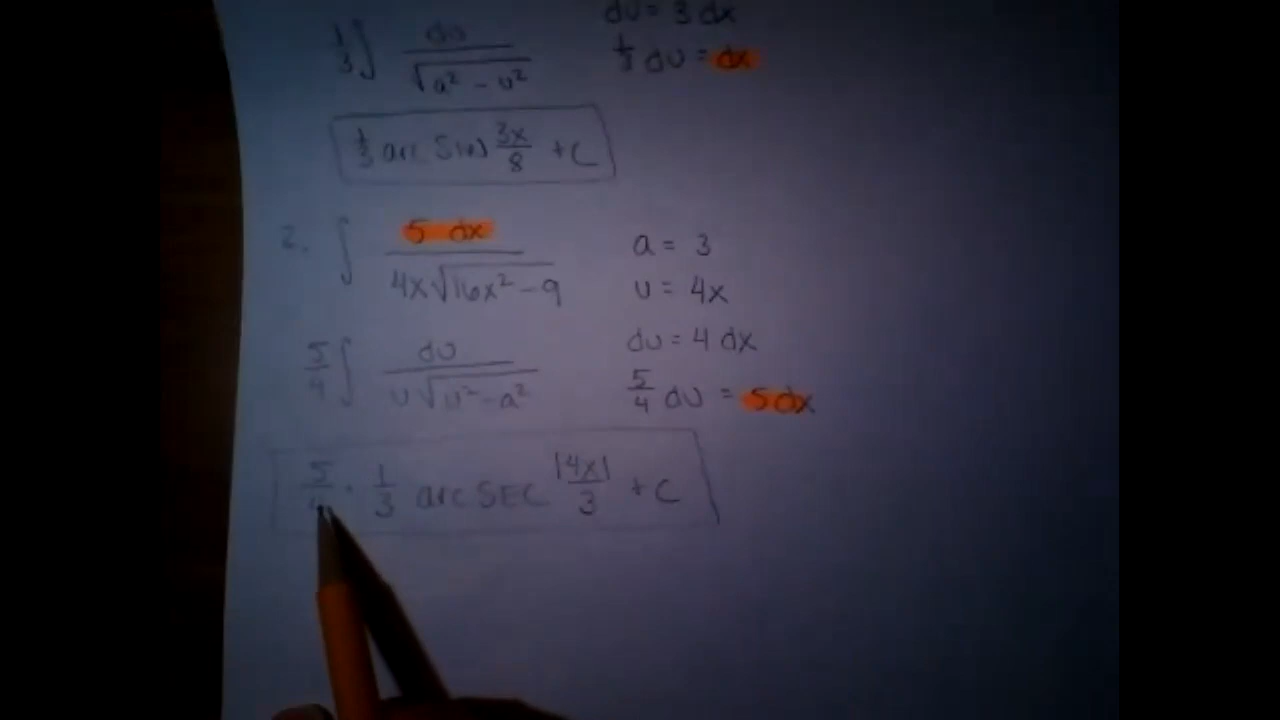 du = 3 dx
1/3 ∫ du / √(a² - u²)
1/3 du = dx
1/3 arc Sin 3x/8 + C
2. ∫ 5 dx / 4x√(16x² - 9)
a = 3
u = 4x
5/4 ∫ du / u√(u² - a²)
du = 4 dx
5/4 du = 5 dx
5/4 · 1/3 arc SEC |4x|/3 + C